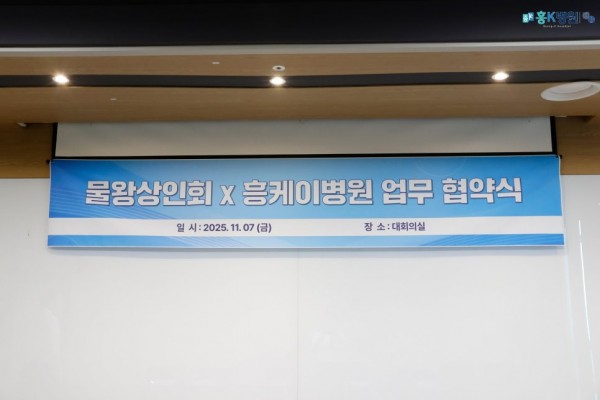 흥K병원
물왕상인회 x 흥케이병원 업무 협약식
일 시 : 2025. 11. 07 (금) 장 소 : 대회의실